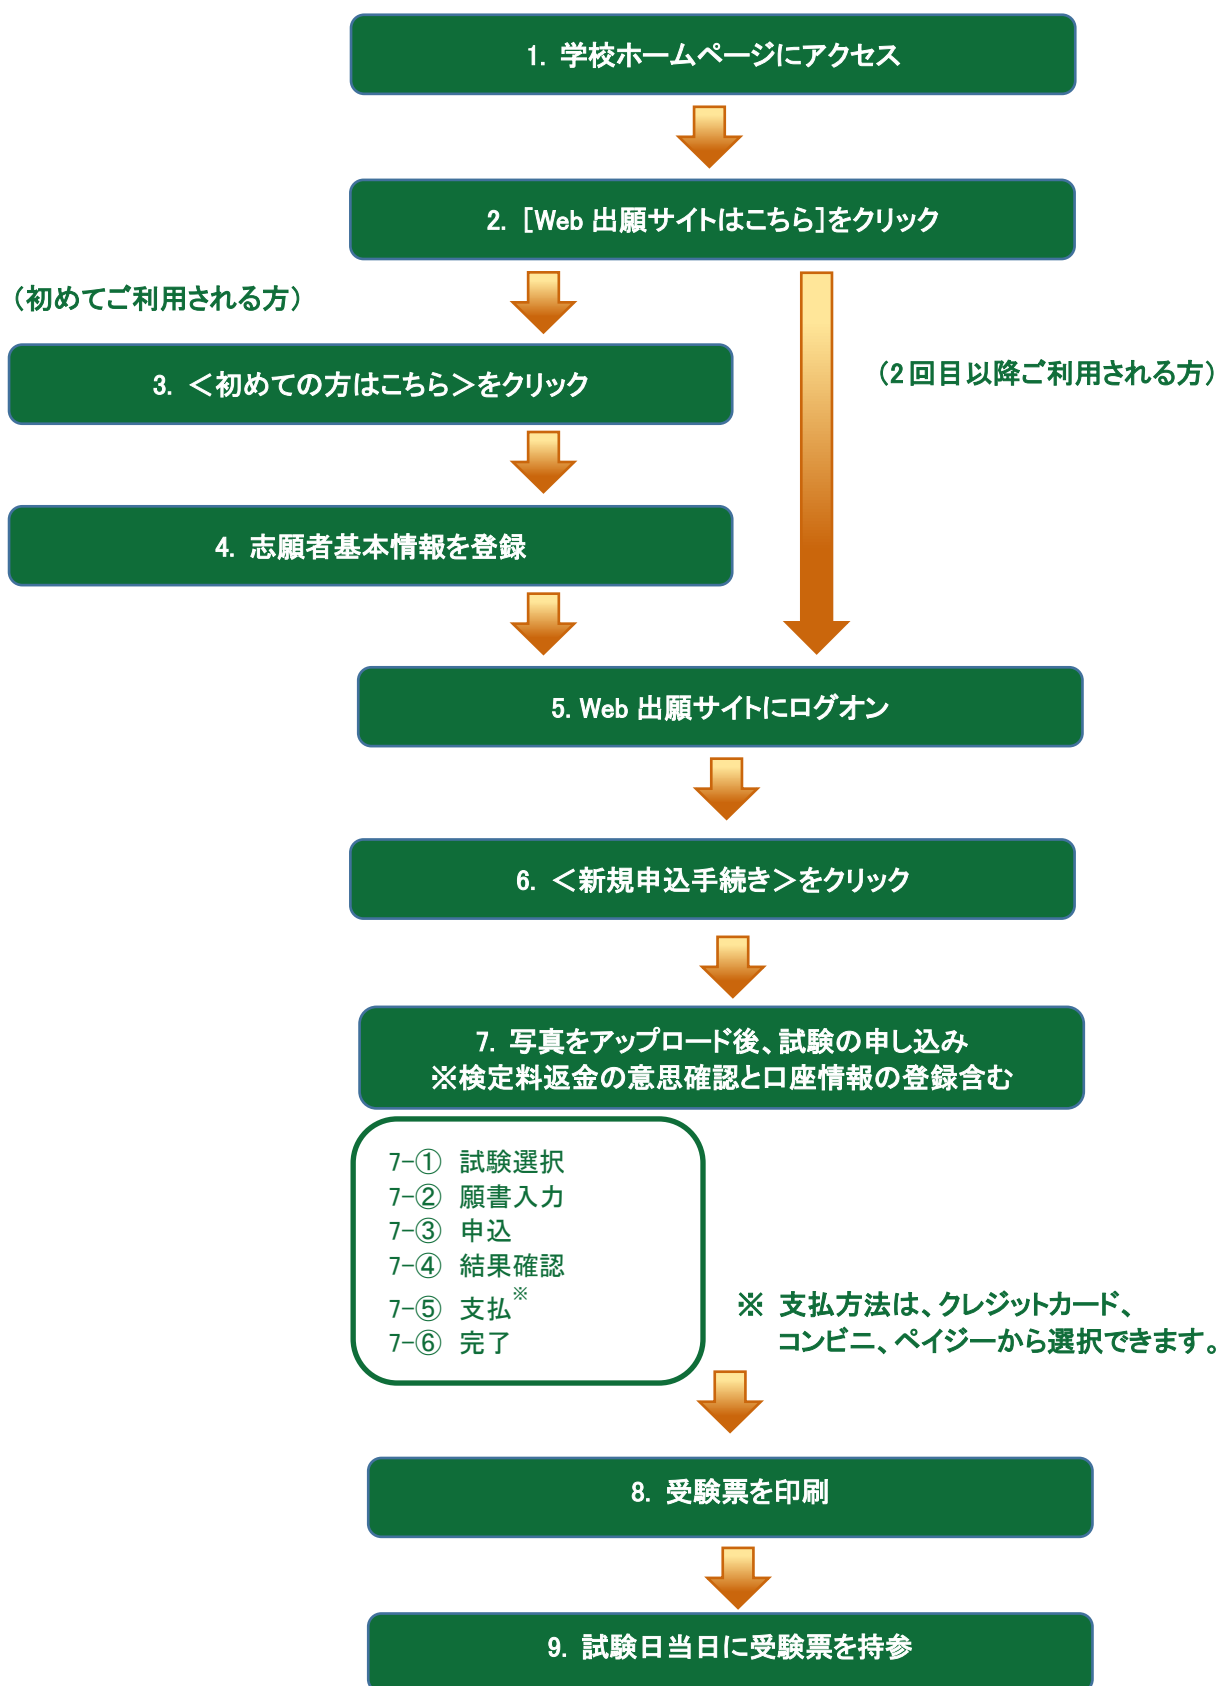 1. 学校ホームページにアクセス
2. [Web 出願サイトはこちら]をクリック
(初めてご利用される方)
3. <初めての方はこちら>をクリック
(2回目以降ご利用される方)
4. 志願者基本情報を登録
5. Web 出願サイトにログオン
6. <新規申込手続き>をクリック
7. 写真をアップロード後、試験の申し込み
※検定料返金の意思確認と口座情報の登録含む
7-① 試験選択
7-② 願書入力
7-③ 申込
7-④ 結果確認
7-⑤ 支払※
7-⑥ 完了
※ 支払方法は、クレジットカード、
コンビニ、ペイジーから選択できます。
8. 受験票を印刷
9. 試験日当日に受験票を持参